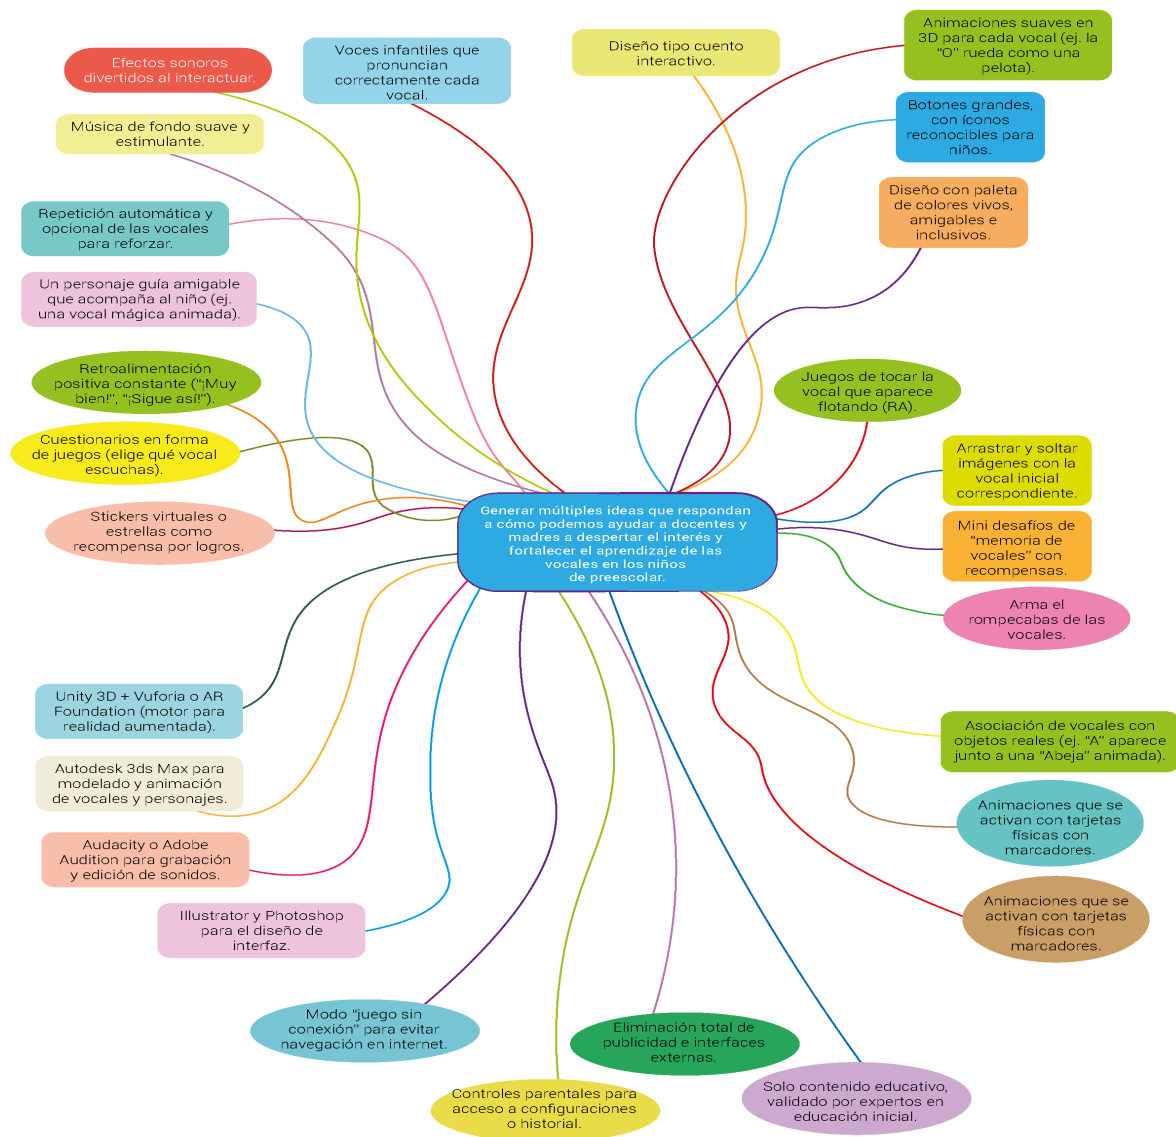 Efectos sonoros
divertidos al interactuar.
Voces infantiles que
pronuncian
correctamente cada
vocal.
Diseño tipo cuento
interactivo.
Animaciones suaves en
3D para cada vocal (ej. la
"O" rueda como una
pelota).
Música de fondo suave y
estimulante.
Botones grandes,
con íconos
reconocibles para
niños.
Repetición automática y
opcional de las vocales
para reforzar.
Diseño con paleta
de colores vivos,
amigables e
inclusivos.
Un personaje guía amigable
que acompaña al niño (ej.
una vocal mágica animada).
Retroalimentación
positiva constante ("¡Muy
bien!", "¡Sigue así!").
Juegos de tocar la
vocal que aparece
flotando (RA).
Cuestionarios en forma
de juegos (elige qué vocal
escuchas).
Arrastrar y soltar
imágenes con la
vocal inicial
correspondiente.
Stickers virtuales o
estrellas como
recompensa por logros.
Generar múltiples ideas que respondan
a cómo podemos ayudar a docentes y
madres a despertar el interés y
fortalecer el aprendizaje de las
vocales en los niños
de preescolar.
Mini desafíos de
"memoria de
vocales" con
recompensas.
Arma el
rompecabas de las
vocales.
Unity 3D + Vuforia o AR
Foundation (motor para
realidad aumentada).
Asociación de vocales con
objetos reales (ej. "A" aparece
junto a una "Abeja" animada).
Autodesk 3ds Max para
modelado y animación
de vocales y personajes.
Animaciones que se
activan con tarjetas
físicas con
marcadores.
Audacity o Adobe
Audition para grabación
y edición de sonidos.
Animaciones que se
activan con tarjetas
físicas con
marcadores.
Illustrator y Photoshop
para el diseño de
interfaz.
Modo "juego sin
conexión" para evitar
navegación en internet.
Eliminación total de
publicidad e interfaces
externas.
Controles parentales para
acceso a configuraciones
o historial.
Solo contenido educativo,
validado por expertos en
educación inicial.